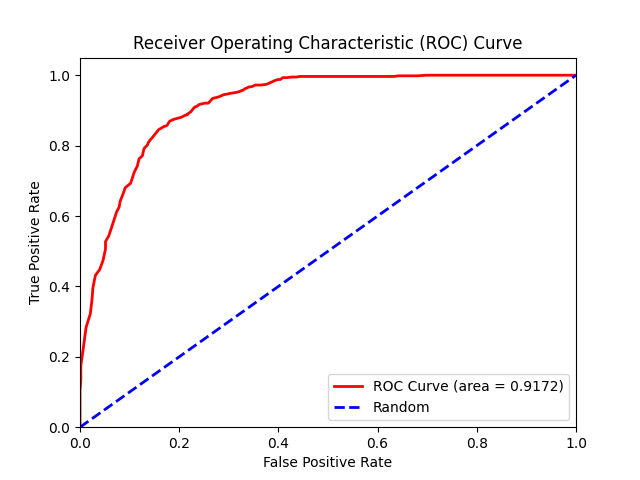 Receiver Operating Characteristic (ROC) Curve
1.0
0.8
0.6
0.4
0.2
0.0
True Positive Rate
ROC Curve (area = 0.9172)
Random
0.0 0.2 0.4 0.6 0.8 1.0
False Positive Rate